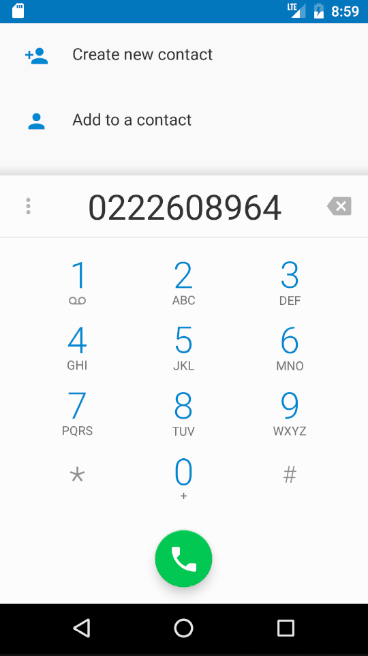 LTE 8:59
Create new contact
Add to a contact
0222608964
1 2 3
ABC DEF
4 5 6
GHI JKL MNO
7 8 9
PQRS TUV WXYZ
* 0 #
+